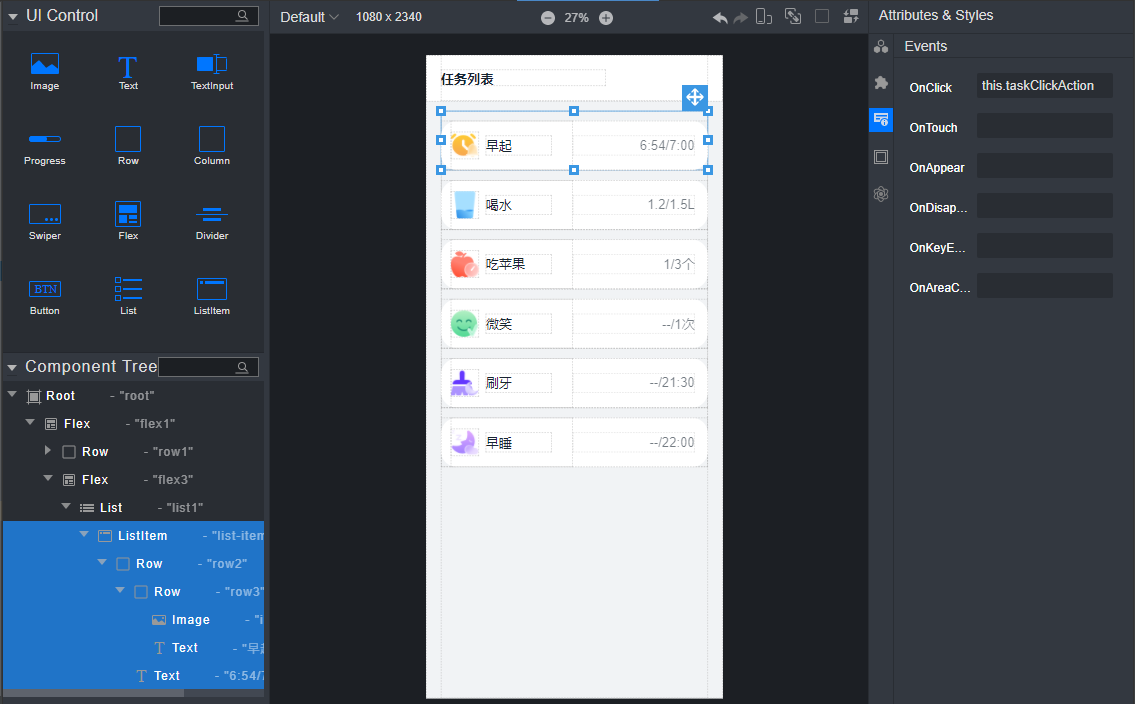 UI Control
Default
1080 x 2340
27%
Attributes & Styles
Image
Text
TextInput
Progress
Row
Column
Swiper
Flex
Divider
BTN
Button
List
ListItem
Component Tree
Root - "root"
Flex - "flex1"
Row - "row1"
Flex - "flex3"
List - "list1"
ListItem - "list-item
Row - "row2"
Row - "row3"
Image - "i
Text - "早起
Text - "6:54/7
任务列表
早起 6:54/7:00
喝水 1.2/1.5L
吃苹果 1/3个
微笑 --/1次
刷牙 --/21:30
早睡 --/22:00
Events
OnClick this.taskClickAction
OnTouch
OnAppear
OnDisap...
OnKeyE...
OnAreaC...